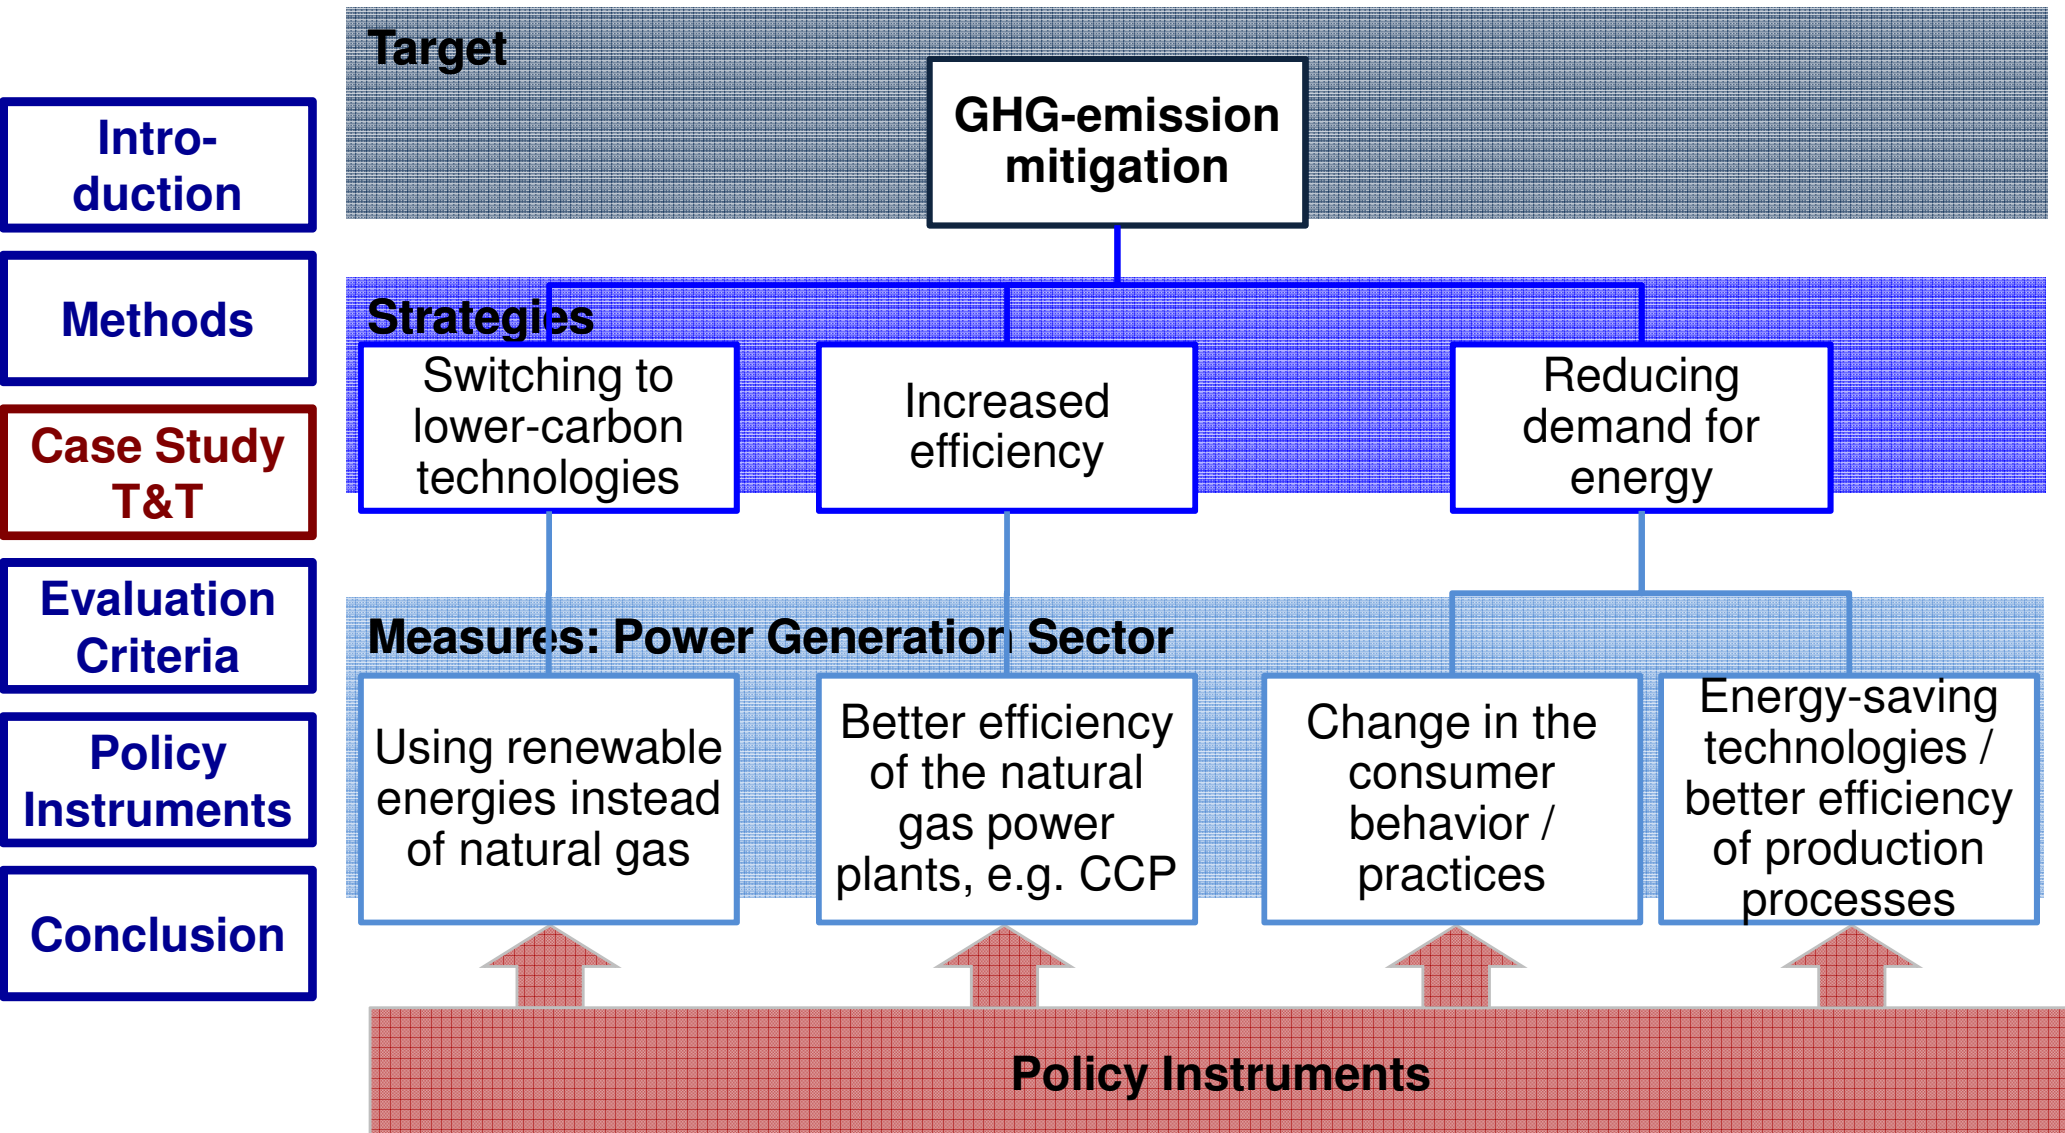 Intro-
duction
Methods
Case Study
T&T
Evaluation
Criteria
Policy
Instruments
Conclusion
Target
GHG-emission
mitigation
Strategies
Switching to
lower-carbon
technologies
Increased
efficiency
Reducing
demand for
energy
Measures: Power Generation Sector
Using renewable
energies instead
of natural gas
Better efficiency
of the natural
gas power
plants, e.g. CCP
Change in the
consumer
behavior /
practices
Energy-saving
technologies /
better efficiency
of production
processes
Policy Instruments